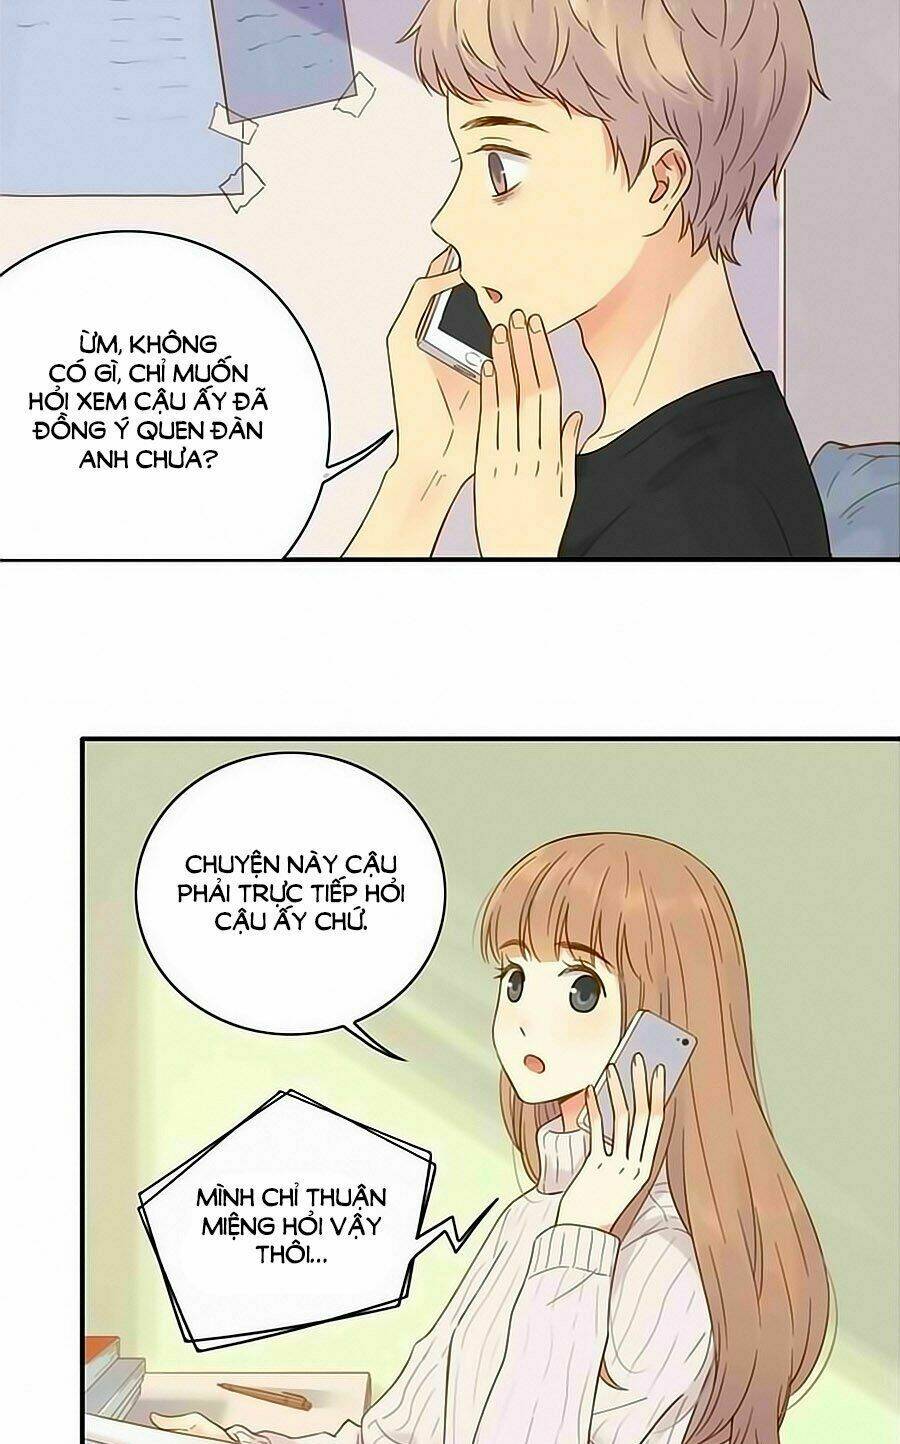 ỪM, KHÔNG
CÓ GÌ, CHỈ MUỐN
HỎI XEM CẬU ẤY ĐÃ
ĐỒNG Ý QUEN ĐÀN
ANH CHƯA?
CHUYỆN NÀY CẬU
PHẢI TRỰC TIẾP HỎI
CẬU ẤY CHỨ.
MÌNH CHỈ THUẬN
MIỆNG HỎI VẬY
THÔI...